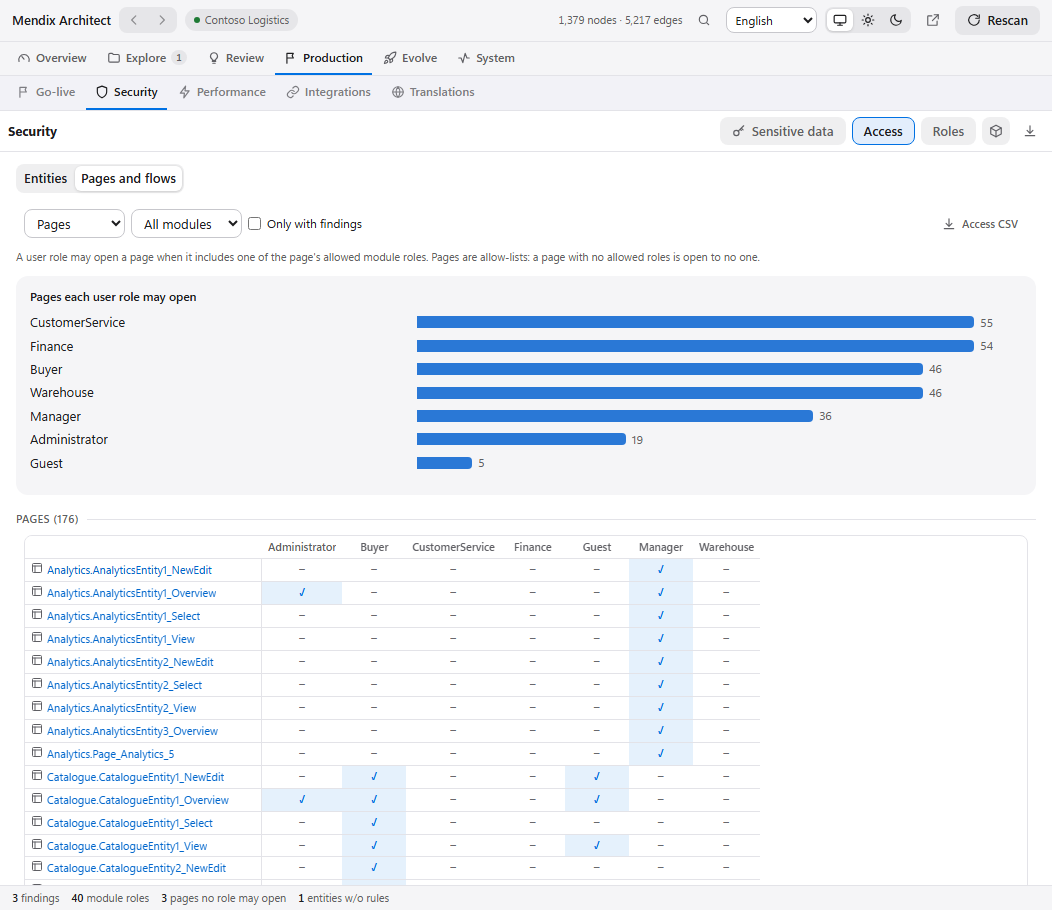 Mendix Architect
Contoso Logistics
1,379 nodes · 5,217 edges
English
Rescan
Overview
Explore 1
Review
Production
Evolve
System
Go-live
Security
Performance
Integrations
Translations
Security
Sensitive data
Access
Roles
Entities
Pages and flows
Pages
All modules
Only with findings
Access CSV
A user role may open a page when it includes one of the page's allowed module roles. Pages are allow-lists: a page with no allowed roles is open to no one.
Pages each user role may open
CustomerService 55
Finance 54
Buyer 46
Warehouse 46
Manager 36
Administrator 19
Guest 5
PAGES (176)
Administrator Buyer CustomerService Finance Guest Manager Warehouse
Analytics.AnalyticsEntity1_NewEdit – – – – – ✓ –
Analytics.AnalyticsEntity1_Overview ✓ – – – – ✓ –
Analytics.AnalyticsEntity1_Select – – – – – ✓ –
Analytics.AnalyticsEntity1_View – – – – – ✓ –
Analytics.AnalyticsEntity2_NewEdit – – – – – ✓ –
Analytics.AnalyticsEntity2_Select – – – – – ✓ –
Analytics.AnalyticsEntity2_View – – – – – ✓ –
Analytics.AnalyticsEntity3_Overview – – – – – ✓ –
Analytics.Page_Analytics_5 – – – – – ✓ –
Catalogue.CatalogueEntity1_NewEdit – ✓ – – ✓ – –
Catalogue.CatalogueEntity1_Overview ✓ ✓ – – ✓ – –
Catalogue.CatalogueEntity1_Select – ✓ – – – – –
Catalogue.CatalogueEntity1_View – ✓ – – ✓ – –
Catalogue.CatalogueEntity2_NewEdit – ✓ – – – – –
3 findings 40 module roles 3 pages no role may open 1 entities w/o rules